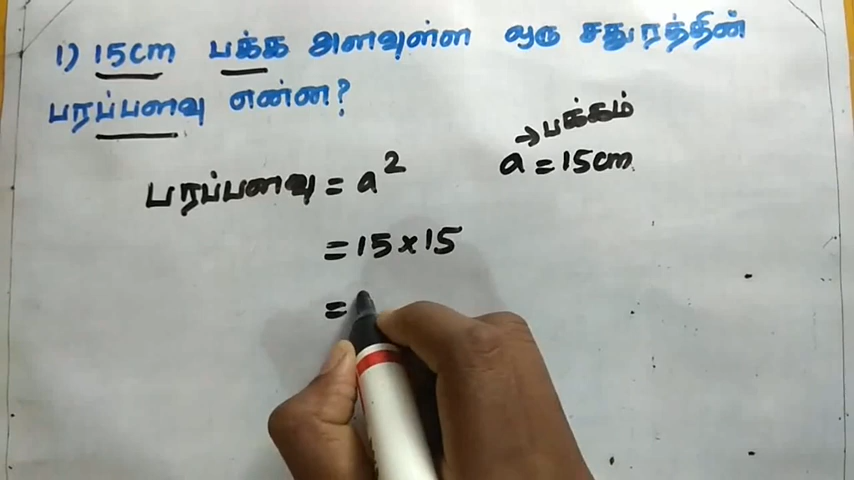 1) 15cm பக்க அளவுள்ள ஒரு சதுரத்தின்
பரப்பளவு என்ன?
→ பக்கம்
a = 15cm
பரப்பளவு = a²
= 15 × 15
=